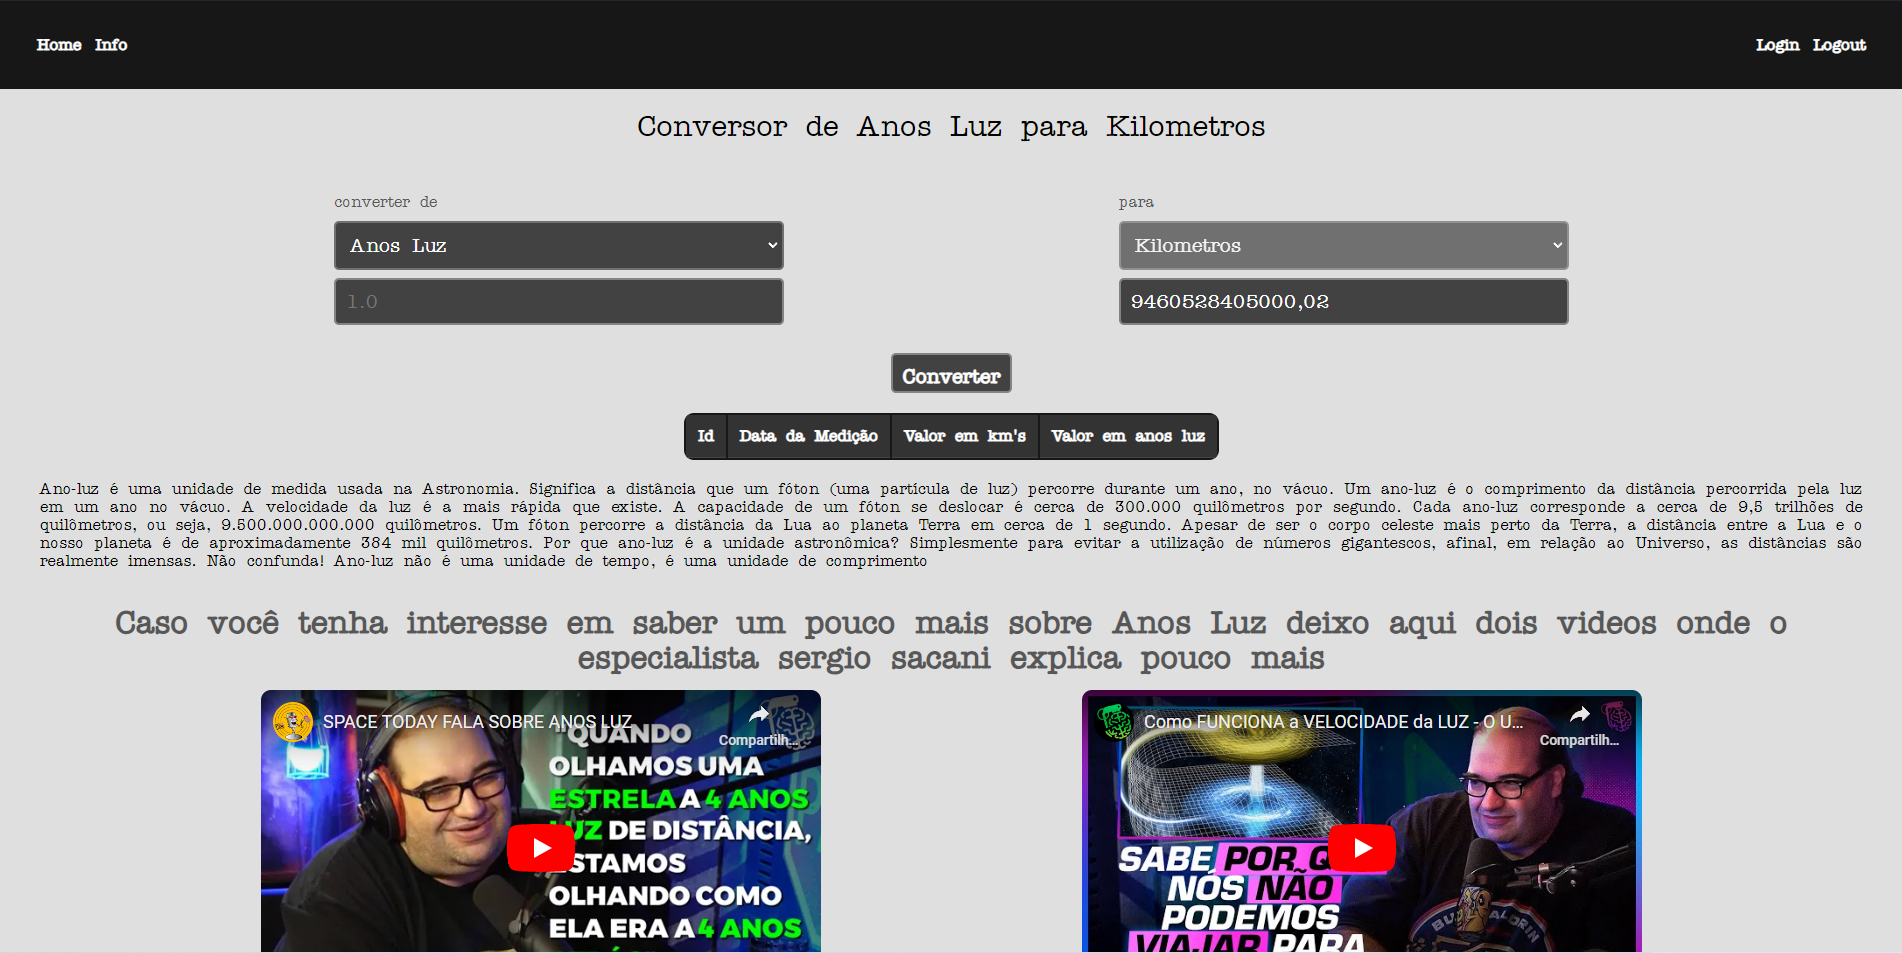 Home Info Login Logout
Conversor de Anos Luz para Kilometros
converter de para
Anos Luz Kilometros
1.0 9460528405000,02
Converter
Id Data da Medição Valor em km's Valor em anos luz
Ano-luz é uma unidade de medida usada na Astronomia. Significa a distância que um fóton (uma partícula de luz) percorre durante um ano, no vácuo. Um ano-luz é o comprimento da distância percorrida pela luz
em um ano no vácuo. A velocidade da luz é a mais rápida que existe. A capacidade de um fóton se deslocar é cerca de 300.000 quilômetros por segundo. Cada ano-luz corresponde a cerca de 9,5 trilhões de
quilômetros, ou seja, 9.500.000.000.000 quilômetros. Um fóton percorre a distância da Lua ao planeta Terra em cerca de 1 segundo. Apesar de ser o corpo celeste mais perto da Terra, a distância entre a Lua e o
nosso planeta é de aproximadamente 384 mil quilômetros. Por que ano-luz é a unidade astronômica? Simplesmente para evitar a utilização de números gigantescos, afinal, em relação ao Universo, as distâncias são
realmente imensas. Não confunda! Ano-luz não é uma unidade de tempo, é uma unidade de comprimento
Caso você tenha interesse em saber um pouco mais sobre Anos Luz deixo aqui dois videos onde o
especialista sergio sacani explica pouco mais
SPACE TODAY FALA SOBRE ANOS LUZ
Compartilh...
"QUANDO
OLHAMOS UMA
ESTRELA A 4 ANOS
LUZ DE DISTÂNCIA,
ESTAMOS
OLHANDO COMO
ELA ERA A 4 ANOS
Como FUNCIONA a VELOCIDADE da LUZ - O U...
Compartilh...
SABE POR Q
NÓS NÃO
PODEMOS
VIAJAR PARA